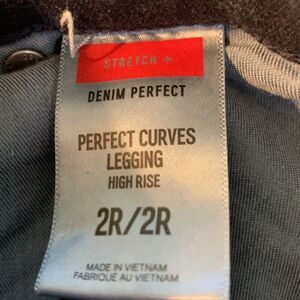 STRETCH +
DENIM PERFECT
PERFECT CURVES
LEGGING
HIGH RISE
2R/2R
MADE IN VIETNAM
FABRIQUÉ AU VIETNAM